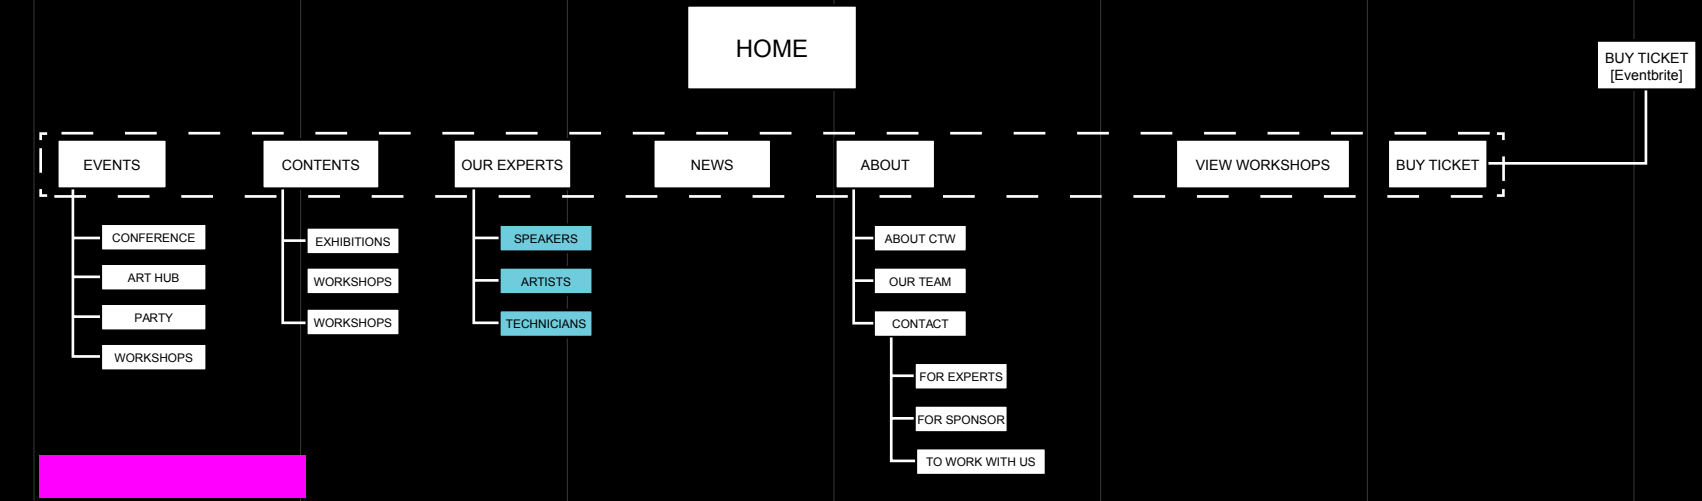 HOME
BUY TICKET
[Eventbrite]
EVENTS
CONTENTS
OUR EXPERTS
NEWS
ABOUT
VIEW WORKSHOPS
BUY TICKET
CONFERENCE
ART HUB
PARTY
WORKSHOPS
EXHIBITIONS
WORKSHOPS
WORKSHOPS
SPEAKERS
ARTISTS
TECHNICIANS
ABOUT CTW
OUR TEAM
CONTACT
FOR EXPERTS
FOR SPONSOR
TO WORK WITH US